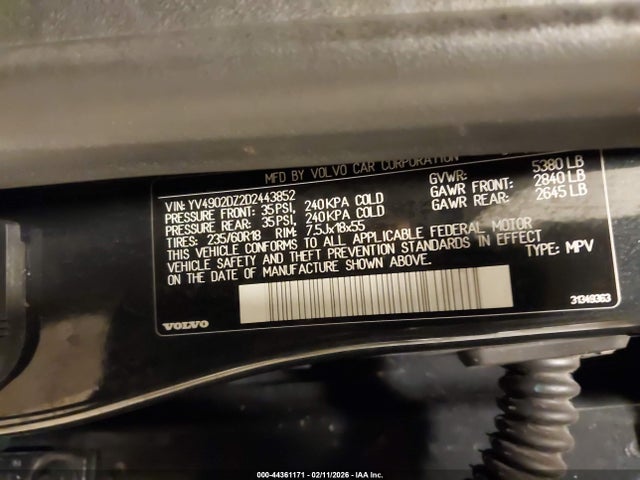 MFD BY VOLVO CAR CORPORATION
VIN: YV4902DZ2D2443852
PRESSURE FRONT: 35PSI, 240KPA COLD
PRESSURE REAR: 35PSI, 240KPA COLD
TIRES: 235/60R18 RIM: 7.5Jx18x55
GVWR: 5380 LB
GAWR FRONT: 2840 LB
GAWR REAR: 2645 LB
THIS VEHICLE CONFORMS TO ALL APPLICABLE FEDERAL MOTOR
VEHICLE SAFETY AND THEFT PREVENTION STANDARDS IN EFFECT
ON THE DATE OF MANUFACTURE SHOWN ABOVE.
TYPE: MPV
VOLVO
31349363
000-44361171 - 02/11/2026 - IAA Inc.